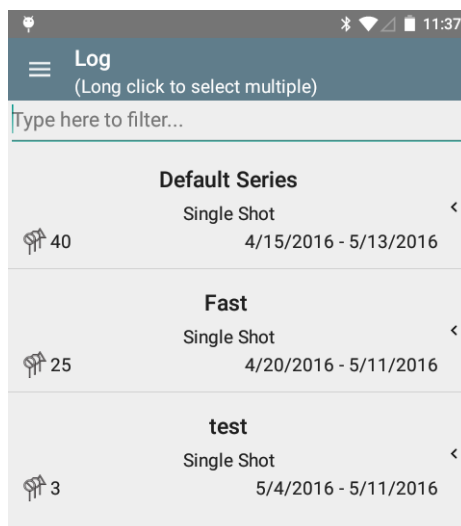 11:37
Log
(Long click to select multiple)
Type here to filter...
Default Series
Single Shot
40 4/15/2016 - 5/13/2016
Fast
Single Shot
25 4/20/2016 - 5/11/2016
test
Single Shot
3 5/4/2016 - 5/11/2016